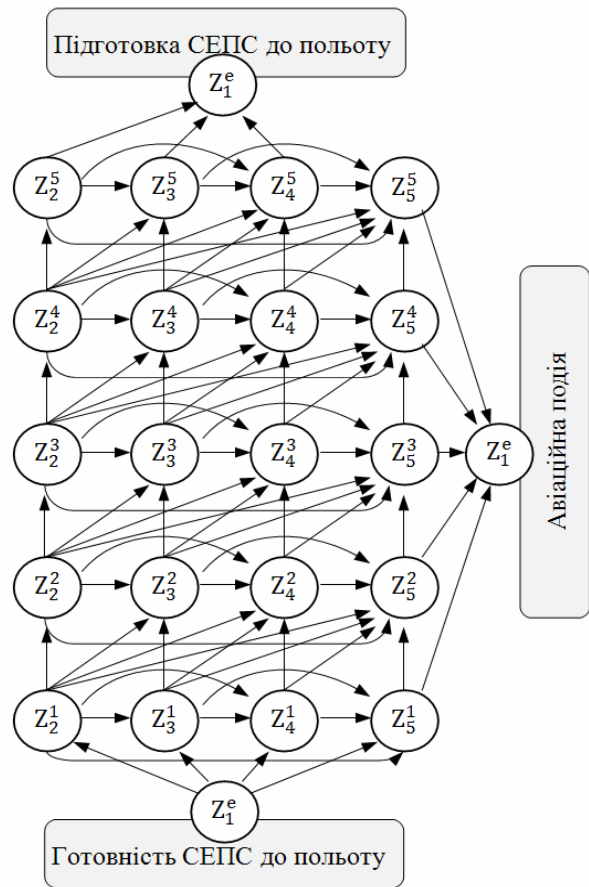 Підготовка СЕПС до польоту
Z₁ᵉ
Z₂⁵ Z₃⁵ Z₄⁵ Z₅⁵
Z₂⁴ Z₃⁴ Z₄⁴ Z₅⁴
Z₂³ Z₃³ Z₄³ Z₅³ Z₁ᵉ
Авіаційна подія
Z₂² Z₃² Z₄² Z₅²
Z₂¹ Z₃¹ Z₄¹ Z₅¹
Z₁ᵉ
Готовність СЕПС до польоту